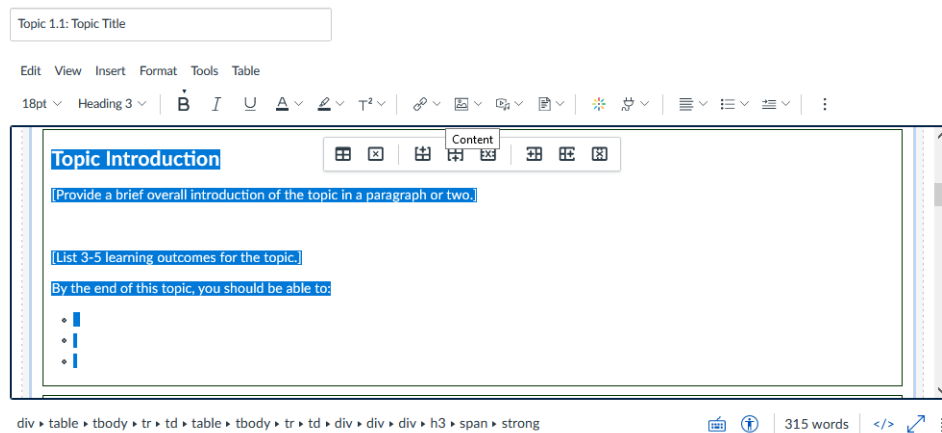 Topic 1.1: Topic Title
Edit View Insert Format Tools Table
18pt Heading 3 B I U A T²
Content
Topic Introduction
[Provide a brief overall introduction of the topic in a paragraph or two.]
[List 3-5 learning outcomes for the topic.]
By the end of this topic, you should be able to:
div ▸ table ▸ tbody ▸ tr ▸ td ▸ table ▸ tbody ▸ tr ▸ td ▸ div ▸ div ▸ div ▸ h3 ▸ span ▸ strong 315 words </>